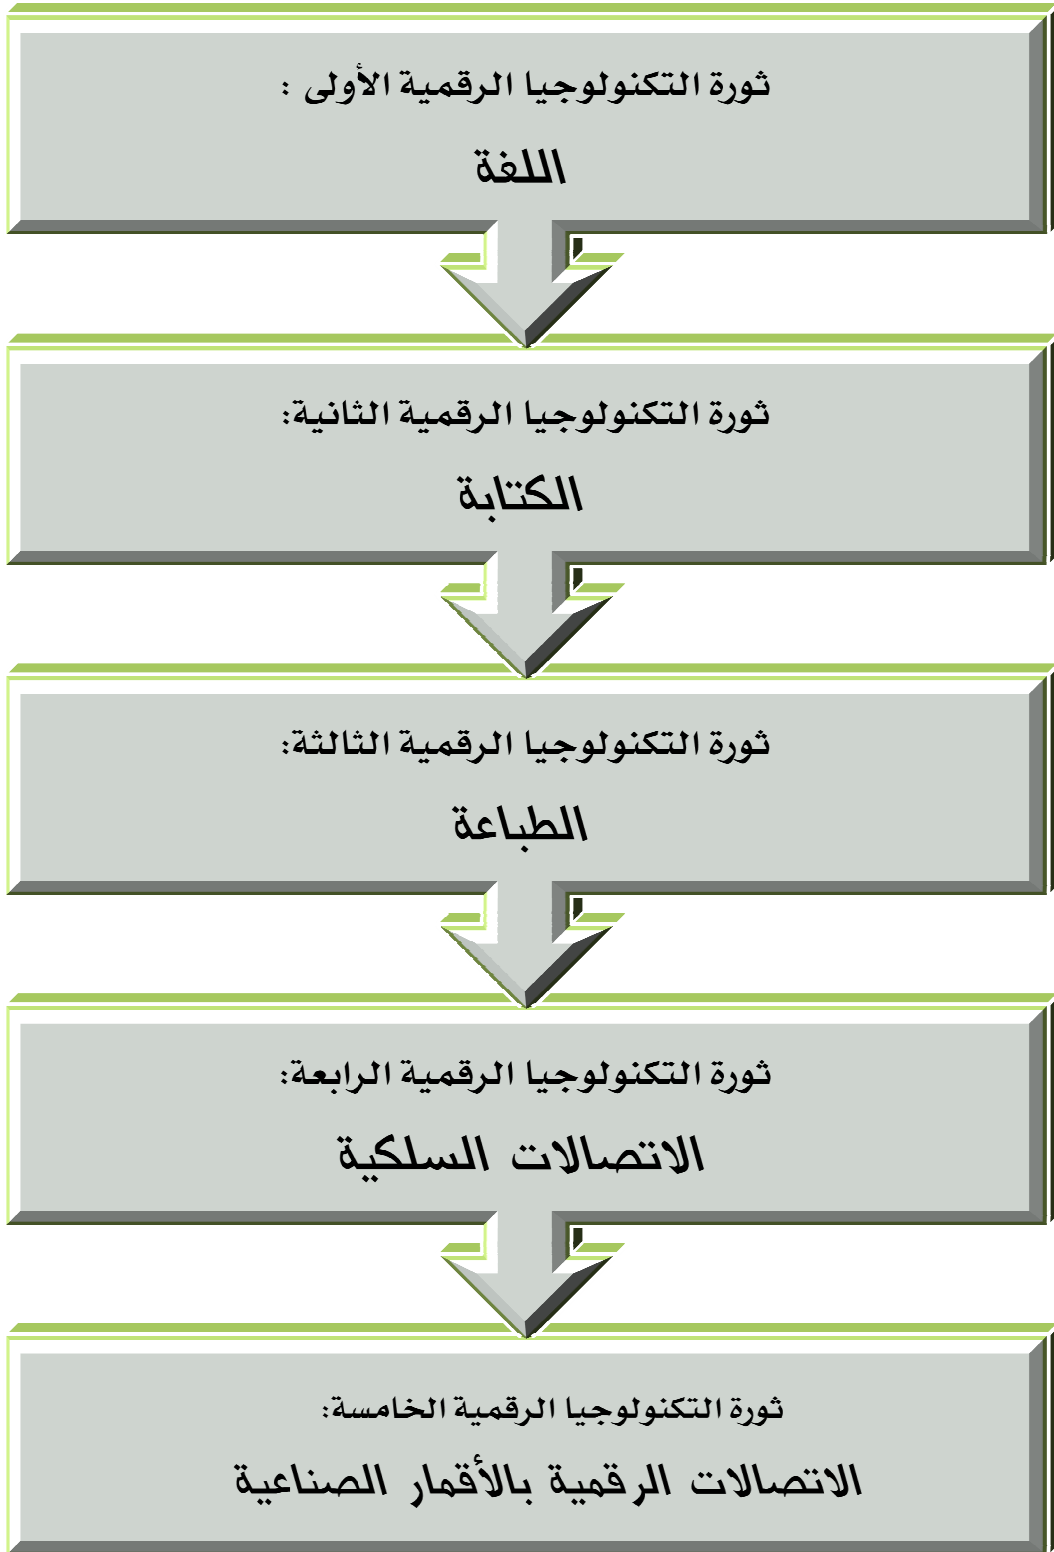 ثورة التكنولوجيا الرقمية الأولى :
اللغة
ثورة التكنولوجيا الرقمية الثانية:
الكتابة
ثورة التكنولوجيا الرقمية الثالثة:
الطباعة
ثورة التكنولوجيا الرقمية الرابعة:
الاتصالات السلكية
ثورة التكنولوجيا الرقمية الخامسة:
الاتصالات الرقمية بالأقمار الصناعية